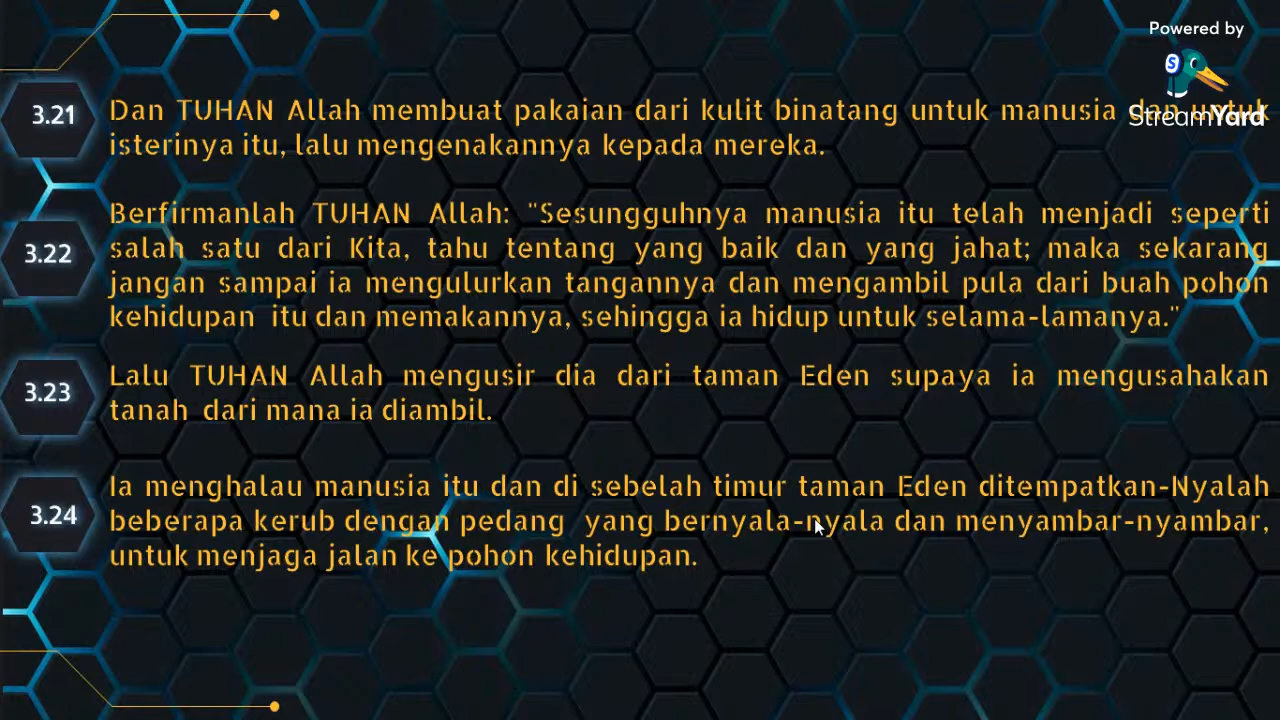 Powered by
StreamYard
3.21
Dan TUHAN Allah membuat pakaian dari kulit binatang untuk manusia dan untuk
isterinya itu, lalu mengenakannya kepada mereka.
3.22
Berfirmanlah TUHAN Allah: "Sesungguhnya manusia itu telah menjadi seperti
salah satu dari Kita, tahu tentang yang baik dan yang jahat; maka sekarang
jangan sampai ia mengulurkan tangannya dan mengambil pula dari buah pohon
kehidupan itu dan memakannya, sehingga ia hidup untuk selama-lamanya."
3.23
Lalu TUHAN Allah mengusir dia dari taman Eden supaya ia mengusahakan
tanah dari mana ia diambil.
3.24
Ia menghalau manusia itu dan di sebelah timur taman Eden ditempatkan-Nyalah
beberapa kerub dengan pedang yang bernyala-nyala dan menyambar-nyambar,
untuk menjaga jalan ke pohon kehidupan.